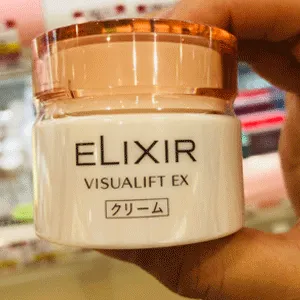 ELIXIR
VISUALIFT EX
クリーム